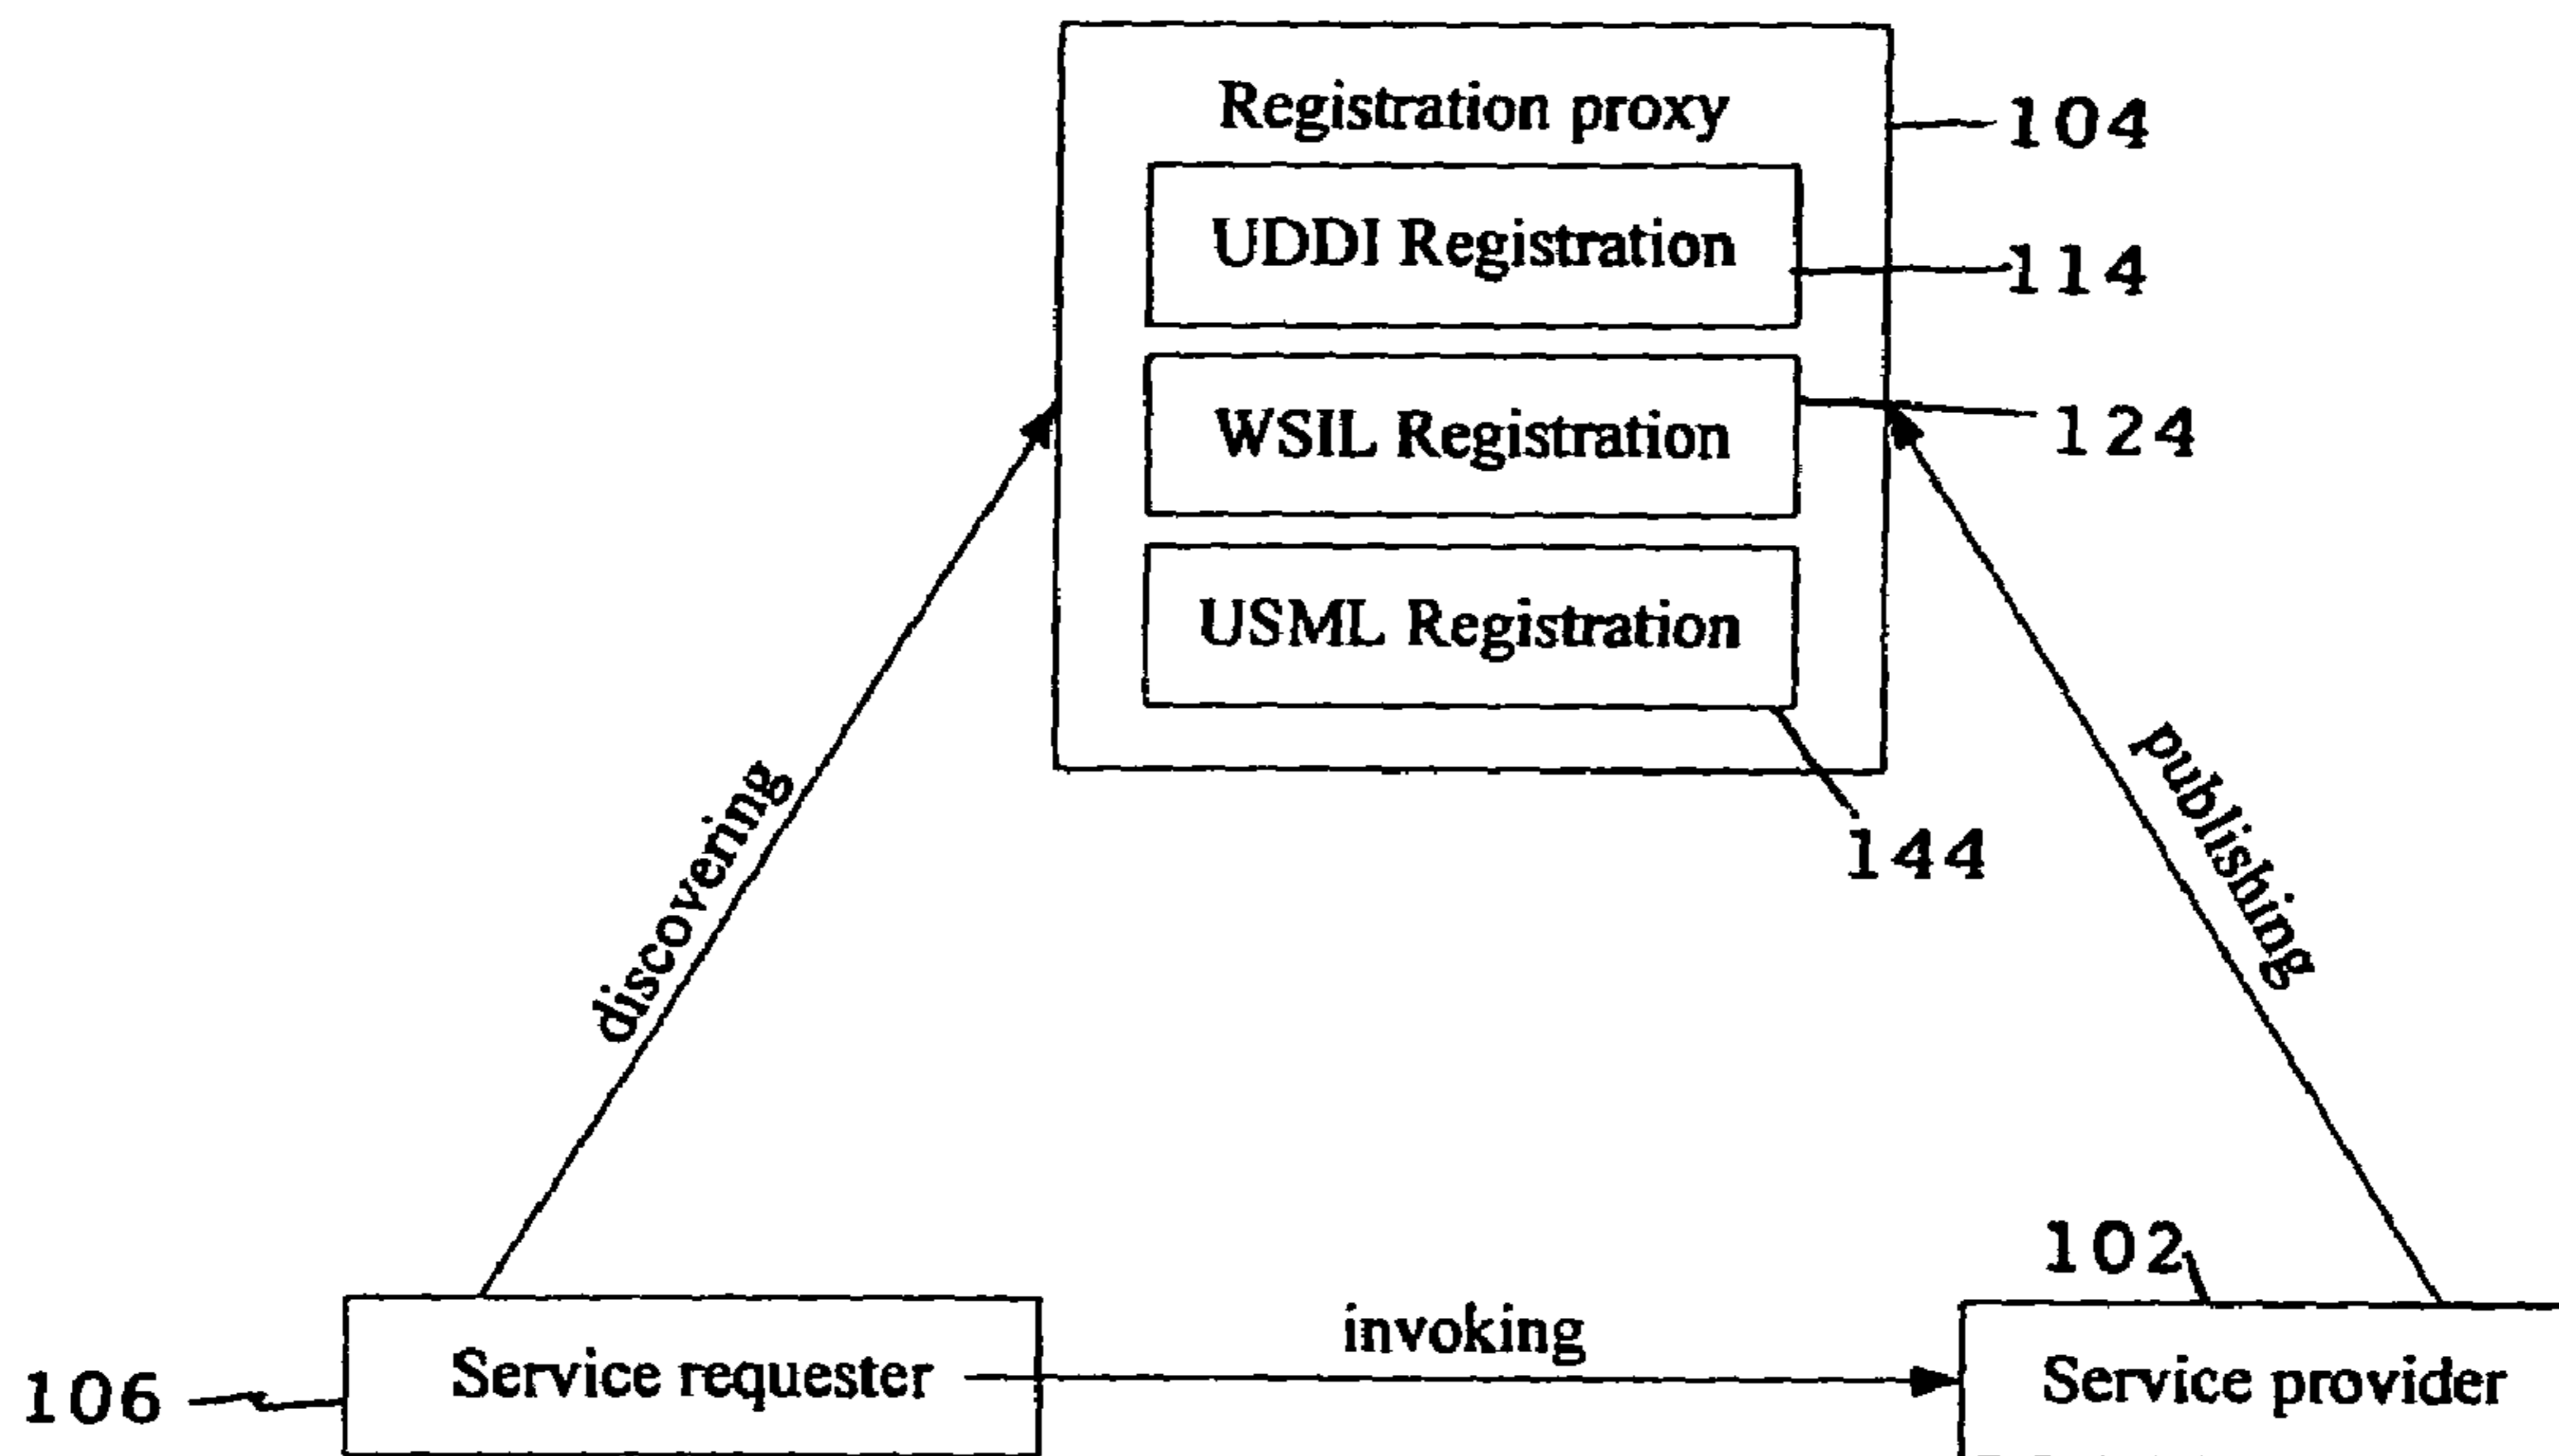 Registration proxy
104
UDDI Registration
114
WSIL Registration
124
USML Registration
144
discovering
publishing
102
invoking
106
Service requester
Service provider